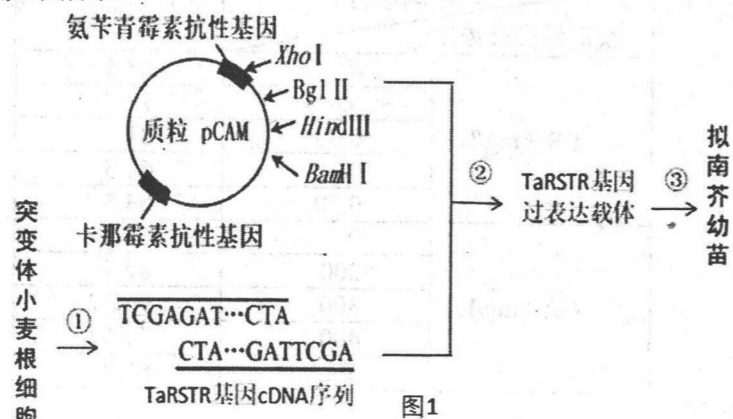 氨苄青霉素抗性基因
XhoⅠ
BglⅡ
HindⅢ
BamHⅠ
质粒 pCAM
卡那霉素抗性基因
突变体小麦根细胞
①
TCGAGAT···CTA
CTA···GATTCGA
TaRSTR基因cDNA序列
②
TaRSTR基因
过表达载体
③
拟南芥幼苗
图1